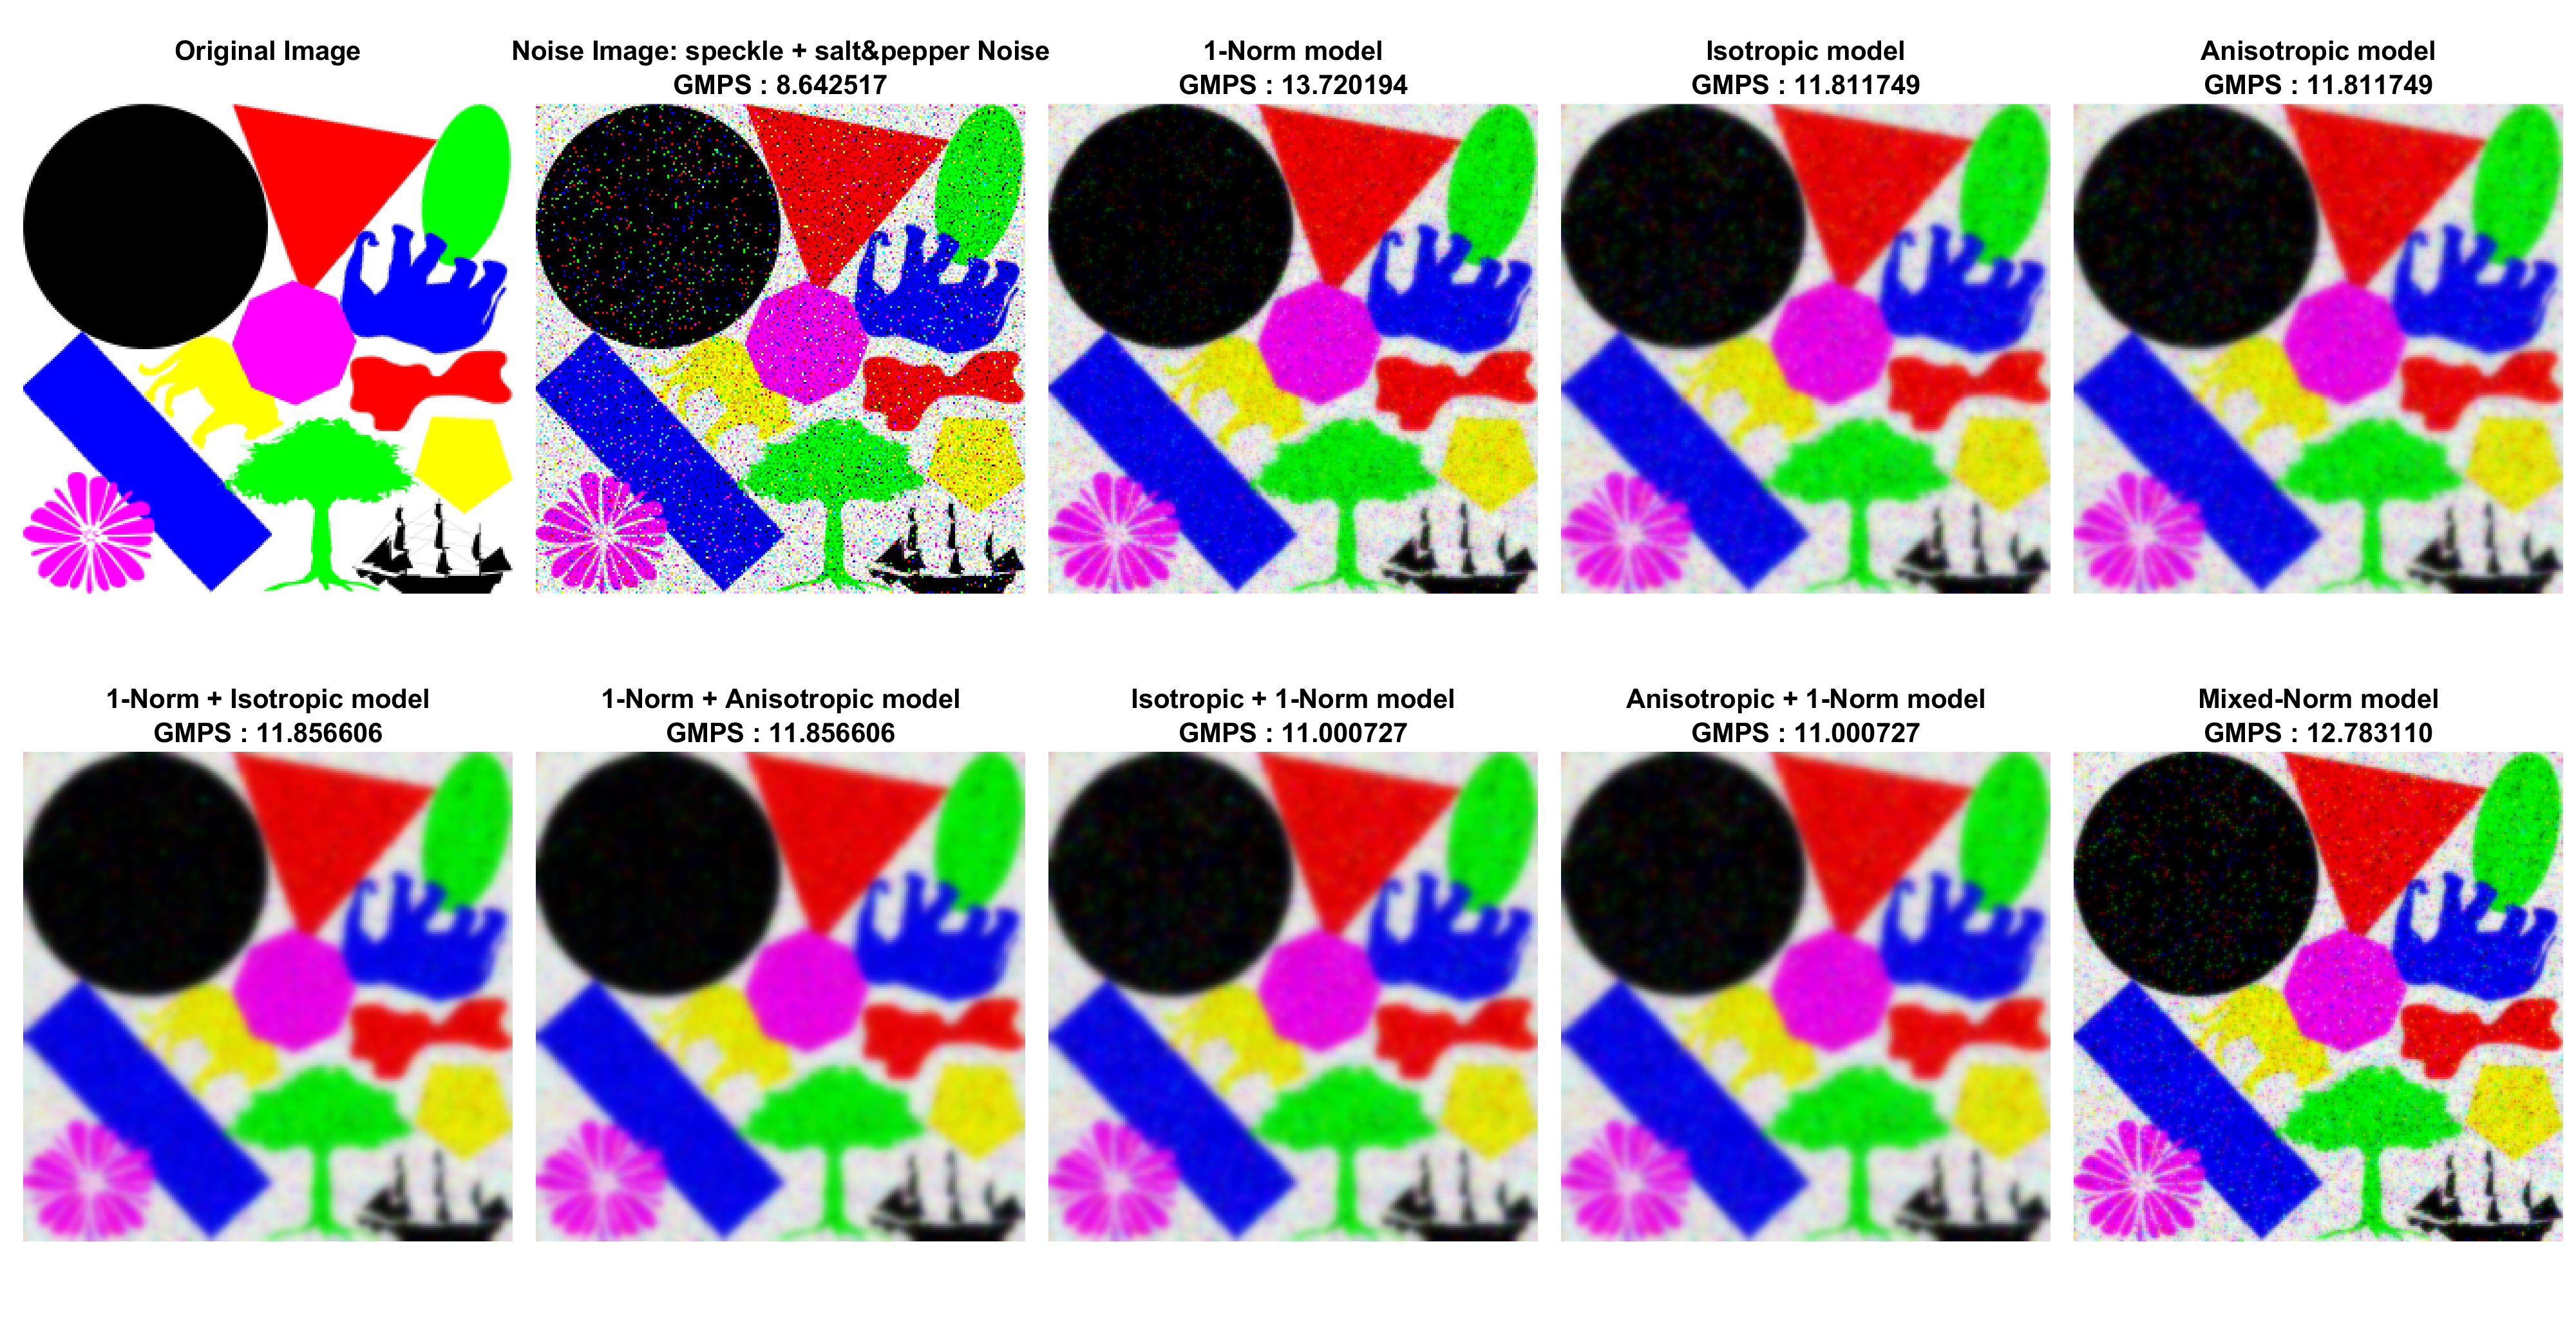 Original Image
Noise Image: speckle + salt&pepper Noise
GMPS : 8.642517
1-Norm model
GMPS : 13.720194
Isotropic model
GMPS : 11.811749
Anisotropic model
GMPS : 11.811749
1-Norm + Isotropic model
GMPS : 11.856606
1-Norm + Anisotropic model
GMPS : 11.856606
Isotropic + 1-Norm model
GMPS : 11.000727
Anisotropic + 1-Norm model
GMPS : 11.000727
Mixed-Norm model
GMPS : 12.783110